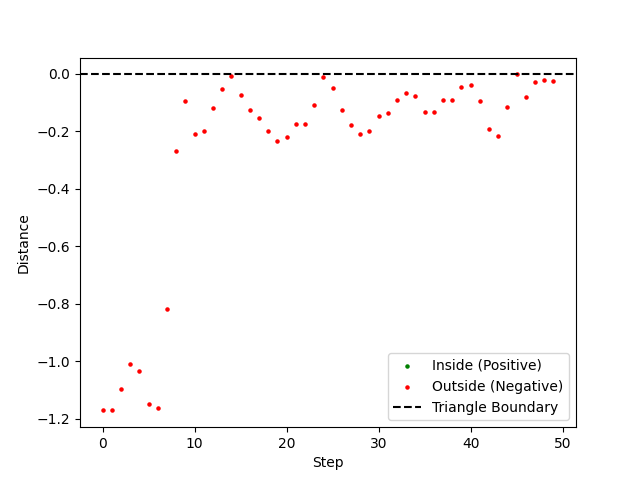 0.0
−0.2
−0.4
−0.6
−0.8
−1.0
−1.2
Distance
Inside (Positive)
Outside (Negative)
Triangle Boundary
0 10 20 30 40 50
Step